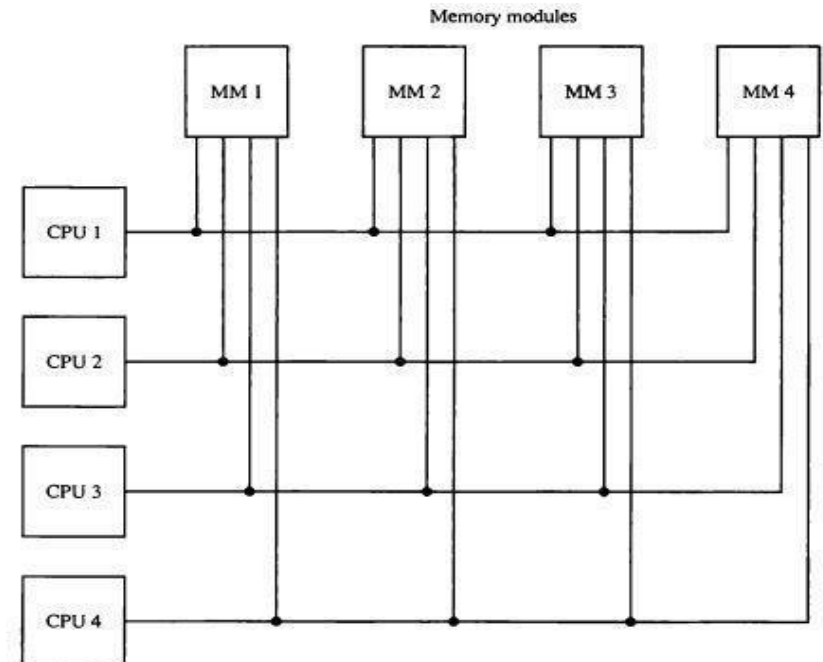 Memory modules
MM 1
MM 2
MM 3
MM 4
CPU 1
CPU 2
CPU 3
CPU 4